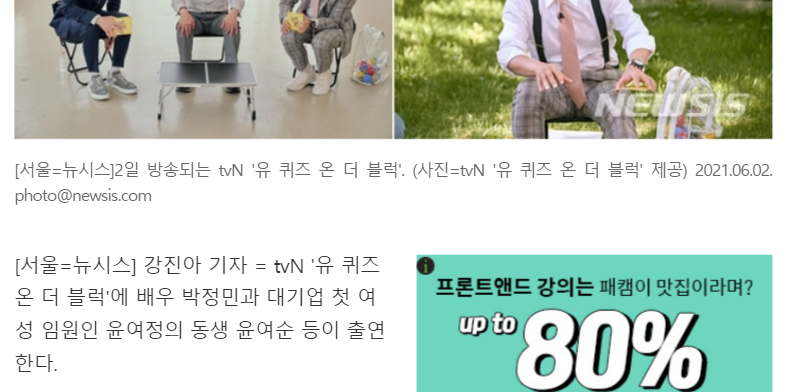 NEWSIS
[서울=뉴시스]2일 방송되는 tvN '유 퀴즈 온 더 블럭'. (사진=tvN '유 퀴즈 온 더 블럭' 제공) 2021.06.02.
photo@newsis.com
[서울=뉴시스] 강진아 기자 = tvN '유 퀴즈
온 더 블럭'에 배우 박정민과 대기업 첫 여
성 임원인 윤여정의 동생 윤여순 등이 출연
한다.
프론트앤드 강의는 패캠이 맛집이라며?
up to 80%